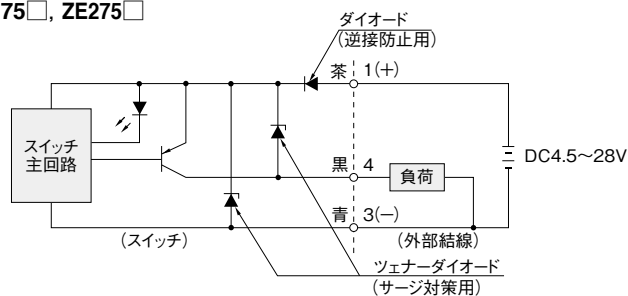 75□, ZE275□
ダイオード
(逆接防止用)
茶 1(+)
スイッチ
主回路
DC4.5～28V
黒 4
負荷
青 3(−)
(スイッチ)
(外部結線)
ツェナーダイオード
(サージ対策用)